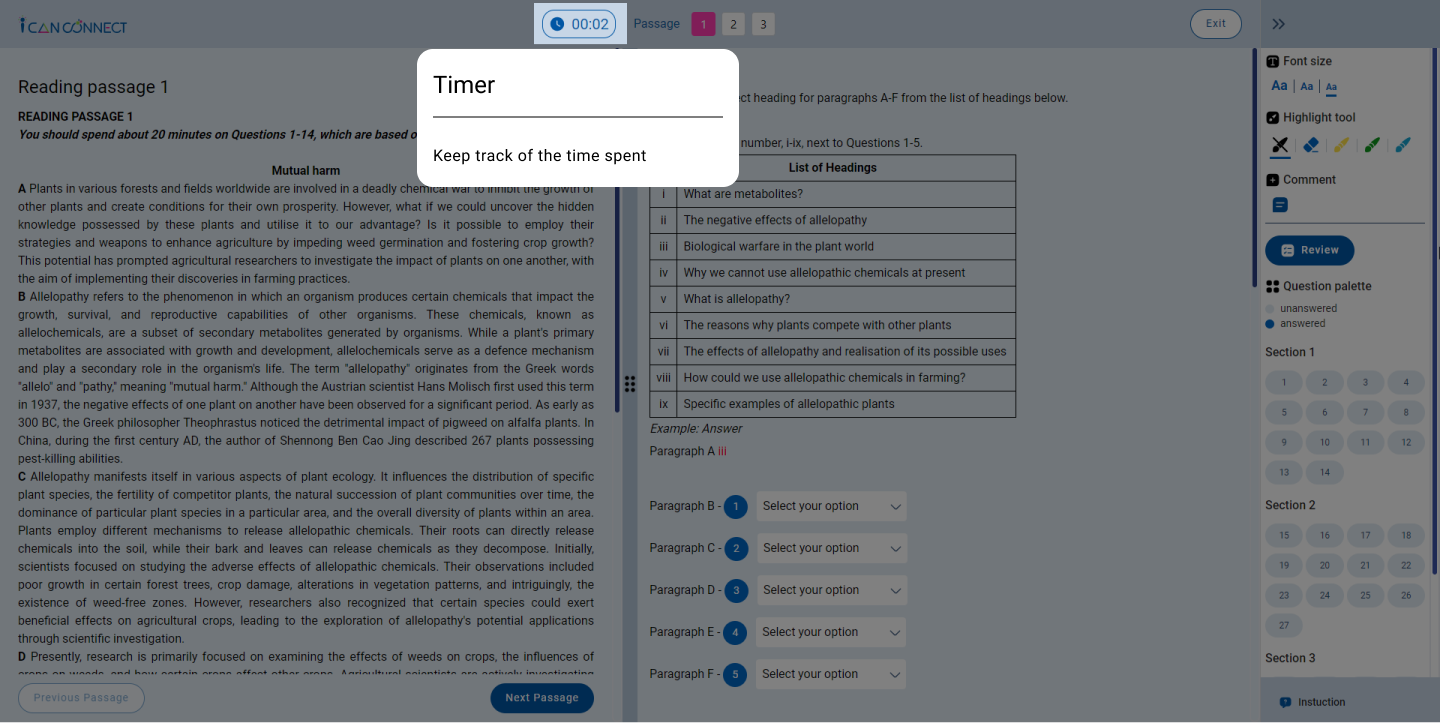 iCAN CONNECT
00:02
Passage 1 2 3
Exit
Timer
Keep track of the time spent
Reading passage 1
READING PASSAGE 1
You should spend about 20 minutes on Questions 1-14, which are based o
Mutual harm
A Plants in various forests and fields worldwide are involved in a deadly chemical war to inhibit the growth of
other plants and create conditions for their own prosperity. However, what if we could uncover the hidden
knowledge possessed by these plants and utilise it to our advantage? Is it possible to employ their
strategies and weapons to enhance agriculture by impeding weed germination and fostering crop growth?
This potential has prompted agricultural researchers to investigate the impact of plants on one another, with
the aim of implementing their discoveries in farming practices.
B Allelopathy refers to the phenomenon in which an organism produces certain chemicals that impact the
growth, survival, and reproductive capabilities of other organisms. These chemicals, known as
allelochemicals, are a subset of secondary metabolites generated by organisms. While a plant's primary
metabolites are associated with growth and development, allelochemicals serve as a defence mechanism
and play a secondary role in the organism's life. The term "allelopathy" originates from the Greek words
"allelo" and "pathy," meaning "mutual harm." Although the Austrian scientist Hans Molisch first used this term
in 1937, the negative effects of one plant on another have been observed for a significant period. As early as
300 BC, the Greek philosopher Theophrastus noticed the detrimental impact of pigweed on alfalfa plants. In
China, during the first century AD, the author of Shennong Ben Cao Jing described 267 plants possessing
pest-killing abilities.
C Allelopathy manifests itself in various aspects of plant ecology. It influences the distribution of specific
plant species, the fertility of competitor plants, the natural succession of plant communities over time, the
dominance of particular plant species in a particular area, and the overall diversity of plants within an area.
Plants employ different mechanisms to release allelopathic chemicals. Their roots can directly release
chemicals into the soil, while their bark and leaves can release chemicals as they decompose. Initially,
scientists focused on studying the adverse effects of allelopathic chemicals. Their observations included
poor growth in certain forest trees, crop damage, alterations in vegetation patterns, and intriguingly, the
existence of weed-free zones. However, researchers also recognized that certain species could exert
beneficial effects on agricultural crops, leading to the exploration of allelopathy's potential applications
through scientific investigation.
D Presently, research is primarily focused on examining the effects of weeds on crops, the influences of
crops on weeds, and how certain crops affect other crops. Agricultural scientists are actively investigating
Previous Passage
Next Passage
ct heading for paragraphs A-F from the list of headings below.
number, i-ix, next to Questions 1-5.
List of Headings
i What are metabolites?
ii The negative effects of allelopathy
iii Biological warfare in the plant world
iv Why we cannot use allelopathic chemicals at present
v What is allelopathy?
vi The reasons why plants compete with other plants
vii The effects of allelopathy and realisation of its possible uses
viii How could we use allelopathic chemicals in farming?
ix Specific examples of allelopathic plants
Example: Answer
Paragraph A iii
Paragraph B - 1 Select your option
Paragraph C - 2 Select your option
Paragraph D - 3 Select your option
Paragraph E - 4 Select your option
Paragraph F - 5 Select your option
Font size
Aa Aa Aa
Highlight tool
Comment
Review
Question palette
unanswered
answered
Section 1
1 2 3 4
5 6 7 8
9 10 11 12
13 14
Section 2
15 16 17 18
19 20 21 22
23 24 25 26
27
Section 3
Instuction